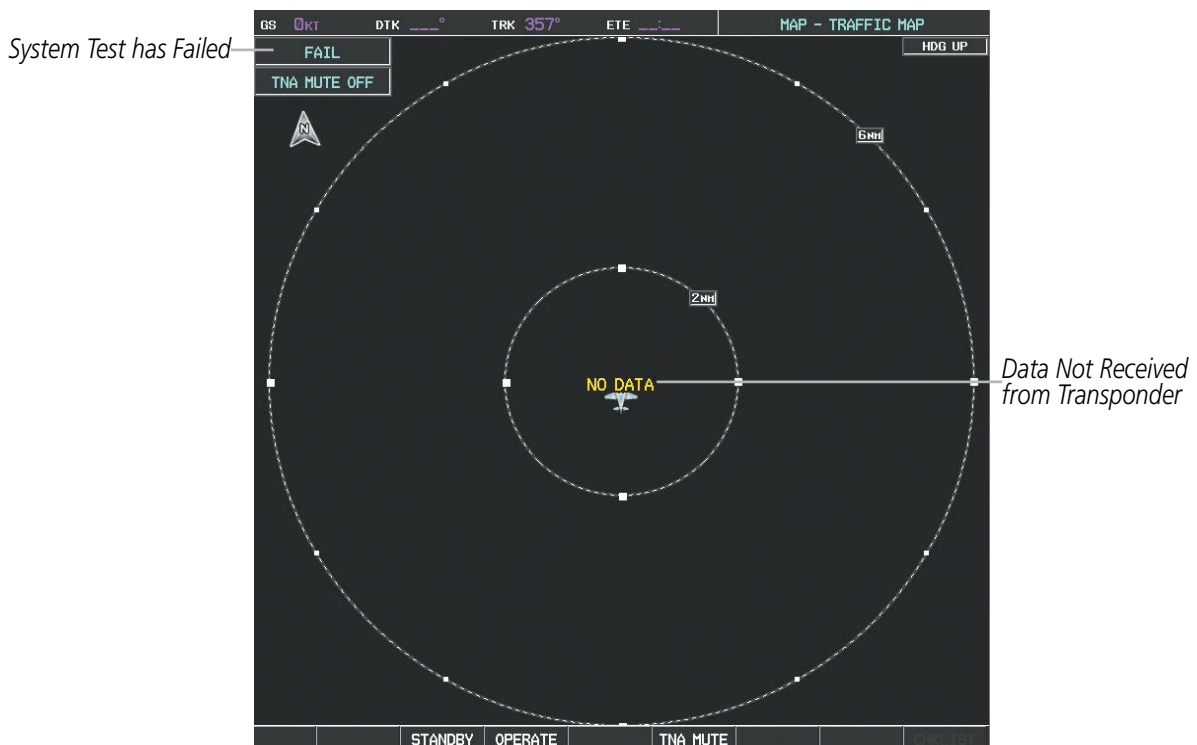 GS 0KT DTK ___° TRK 357° ETE __:__ MAP - TRAFFIC MAP
System Test has Failed
FAIL
HDG UP
TNA MUTE OFF
N
6NM
2NM
NO DATA
Data Not Received
from Transponder
STANDBY OPERATE TNA MUTE CHKLIST